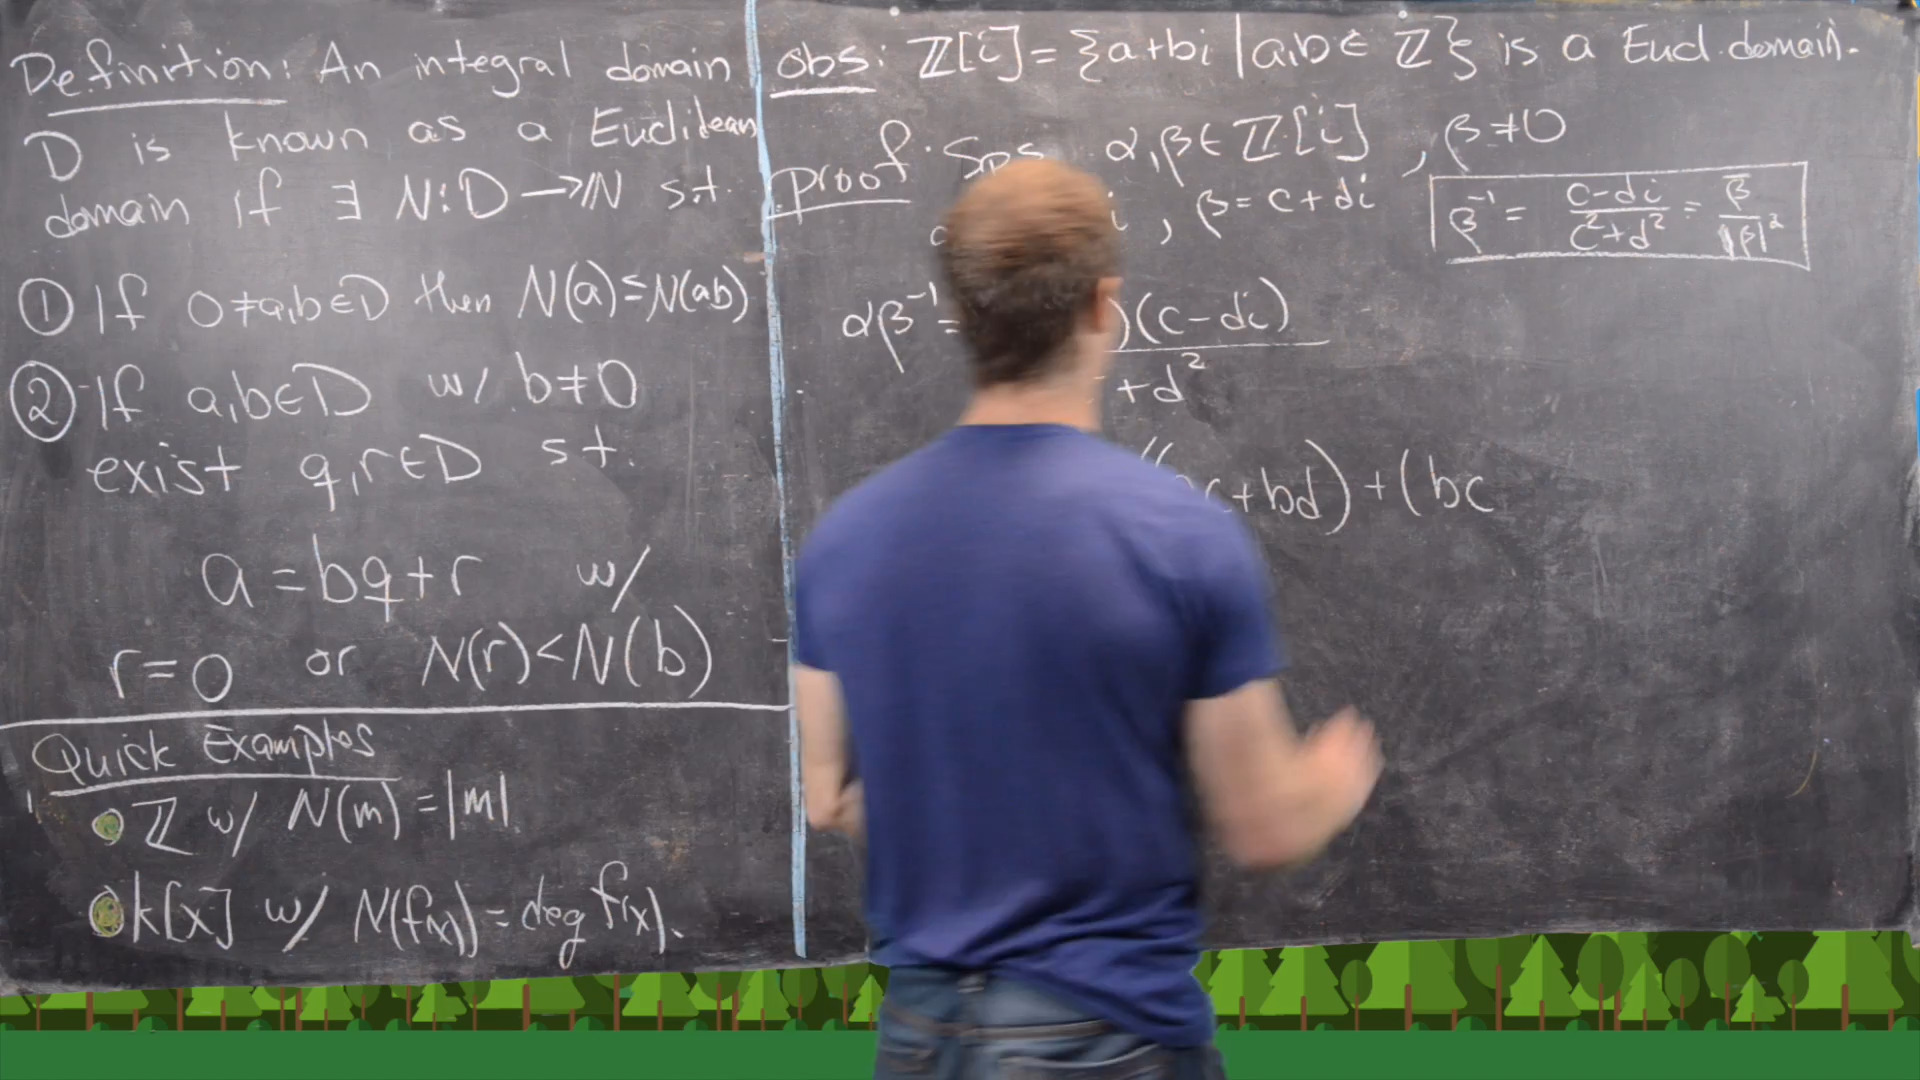 Definition: An integral domain
D is known as a Euclidean
domain if ∃ N:D→ℕ s.t.
① If 0≠a,b∈D then N(a)≤N(ab)
② If a,b∈D w/ b≠0
exist q,r∈D s.t.
a=bq+r w/
r=0 or N(r)<N(b)
Quick Examples
• ℤ w/ N(m)=|m|
• k[x] w/ N(f(x))=deg f(x).
obs: ℤ[i]={a+bi | a,b∈ℤ} is a Eucl. domain.
proof: Sps α,β∈ℤ[i], β≠0
i, β=c+di
β⁻¹ = (c-di)/(c²+d²) = β̄/|β|²
αβ⁻¹= )(c-di)
+d²
c+bd)+(bc